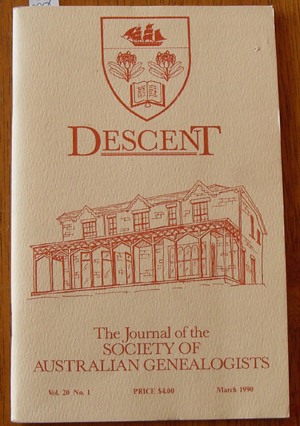 DESCENT
The Journal of the
SOCIETY OF
AUSTRALIAN GENEALOGISTS
Vol. 20 No. 1 PRICE $4.00 March 1990